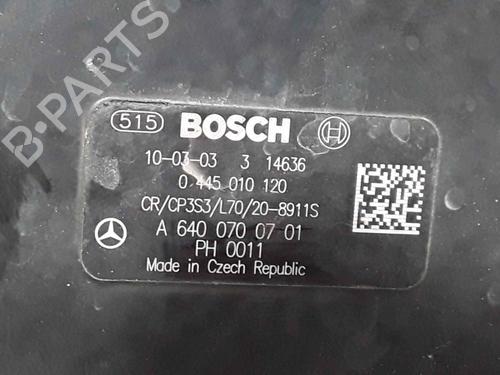 B-PARTS
515 BOSCH
10-03-03 3 14636
0 445 010 120
CR/CP3S3/L70/20-8911S
A 640 070 07 01
PH 0011
Made in Czech Republic